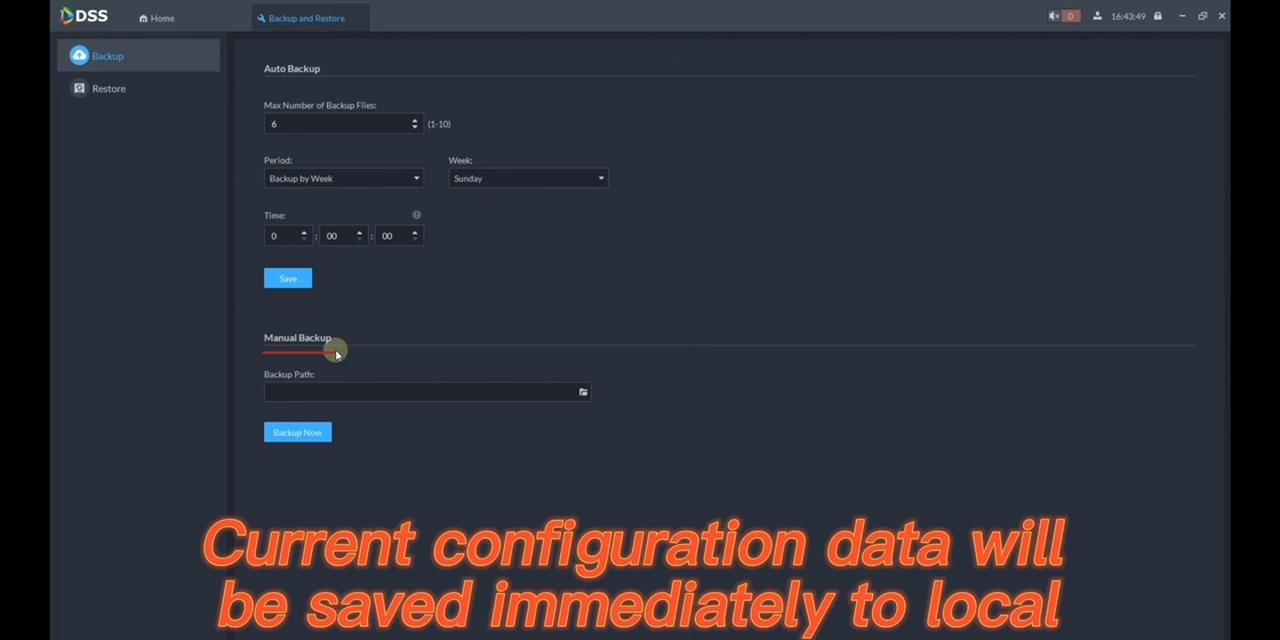 DSS Home Backup and Restore 0 16:43:49
Backup
Restore
Auto Backup
Max Number of Backup Files:
6 (1-10)
Period: Week:
Backup by Week Sunday
Time:
0 : 00 : 00
Save
Manual Backup
Backup Path:
Backup Now
Current configuration data will
be saved immediately to local